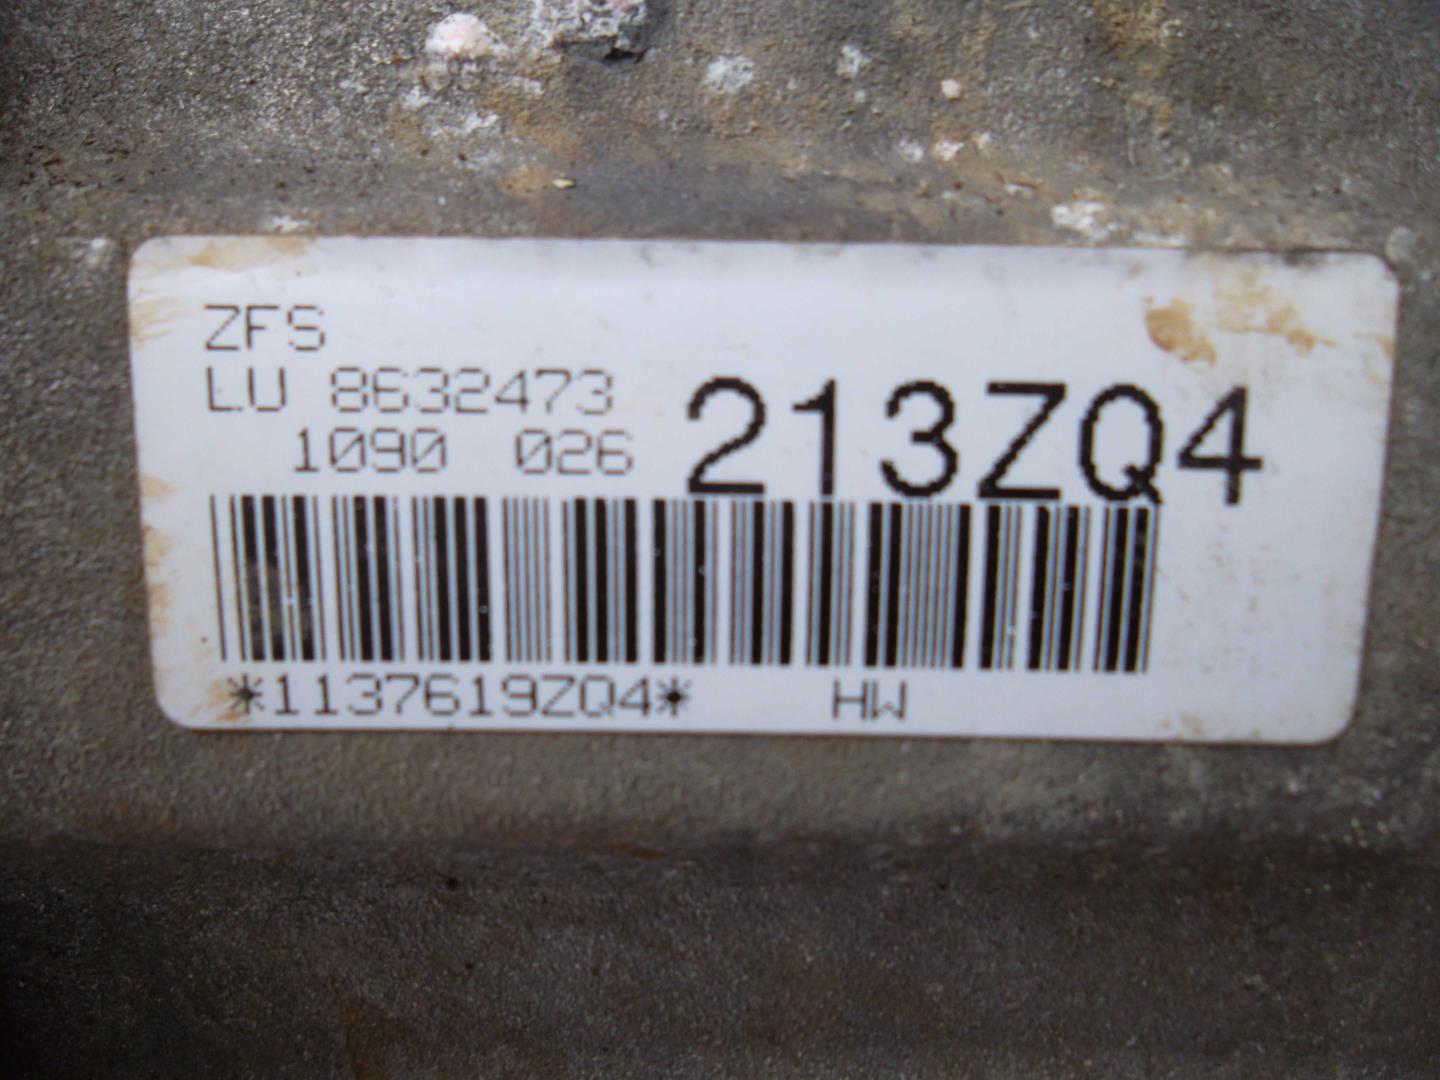 ZFS
LU 8632473
1090 026
213ZQ4
*1137619ZQ4* HW